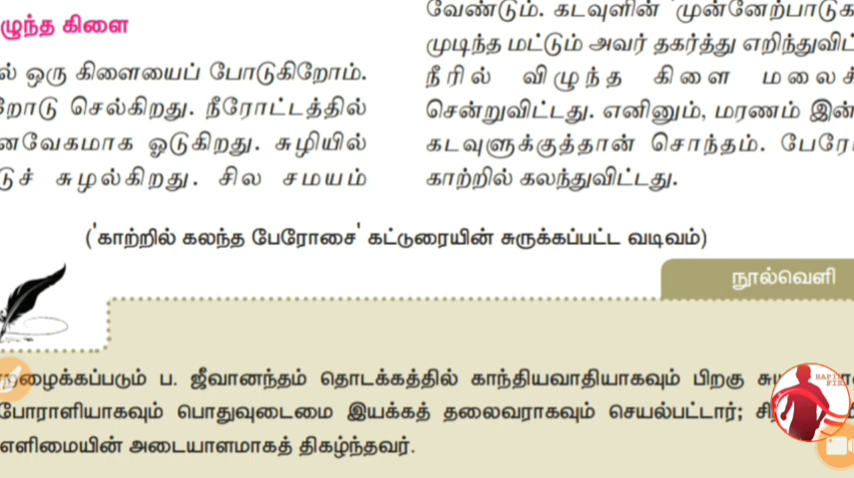 ழுந்த கிளை
ல் ஒரு கிளையைப் போடுகிறோம்.
றோடு செல்கிறது. நீரோட்டத்தில்
னவேகமாக ஓடுகிறது. சுழியில்
டுச் சுழல்கிறது. சில சமயம்
வேண்டும். கடவுளின் 'முன்னேற்பாடுக
முடிந்த மட்டும் அவர் தகர்த்து எறிந்துவிட்
நீரில் விழுந்த கிளை மலைச்
சென்றுவிட்டது. எனினும், மரணம் இன்
கடவுளுக்குத்தான் சொந்தம். பேரோ
காற்றில் கலந்துவிட்டது.
('காற்றில் கலந்த பேரோசை' கட்டுரையின் சுருக்கப்பட்ட வடிவம்)
நூல்வெளி
றழைக்கப்படும் ப. ஜீவானந்தம் தொடக்கத்தில் காந்தியவாதியாகவும் பிறகு சுய
போராளியாகவும் பொதுவுடைமை இயக்கத் தலைவராகவும் செயல்பட்டார்;
எளிமையின் அடையாளமாகத் திகழ்ந்தவர்.